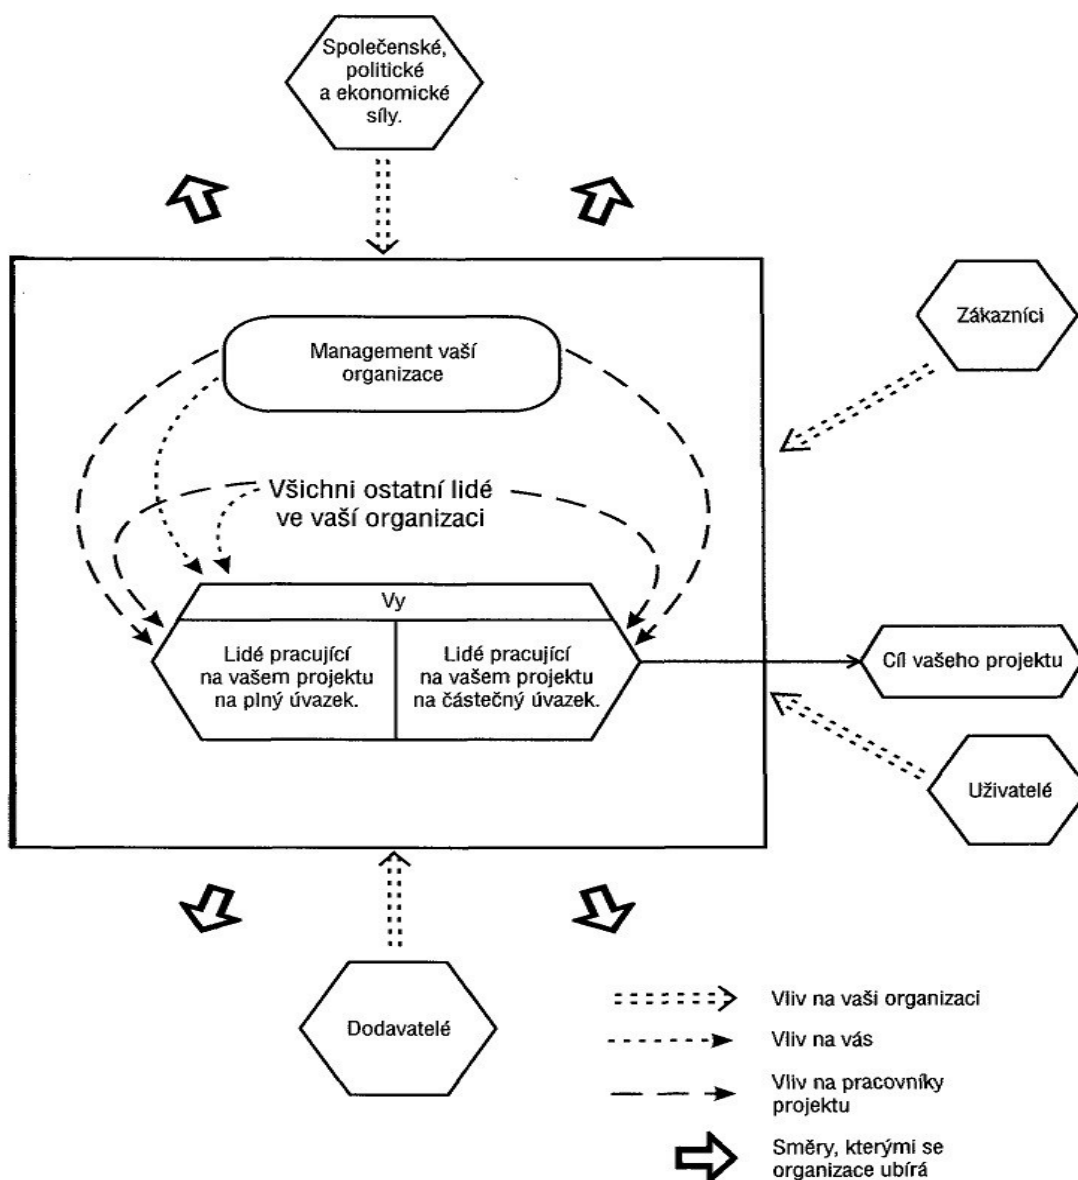 Společenské,
politické
a ekonomické
síly.
Zákazníci
Management vaší
organizace
Všichni ostatní lidé
ve vaší organizaci
Vy
Lidé pracující
na vašem projektu
na plný úvazek.
Lidé pracující
na vašem projektu
na částečný úvazek.
Cíl vašeho projektu
Uživatelé
Dodavatelé
Vliv na vaši organizaci
Vliv na vás
Vliv na pracovníky
projektu
Směry, kterými se
organizace ubírá